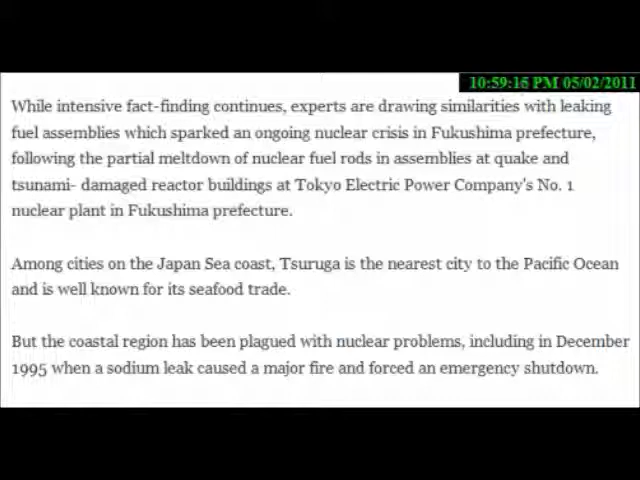 10:59:16 PM 05/02/2011
While intensive fact-finding continues, experts are drawing similarities with leaking
fuel assemblies which sparked an ongoing nuclear crisis in Fukushima prefecture,
following the partial meltdown of nuclear fuel rods in assemblies at quake and
tsunami- damaged reactor buildings at Tokyo Electric Power Company's No. 1
nuclear plant in Fukushima prefecture.
Among cities on the Japan Sea coast, Tsuruga is the nearest city to the Pacific Ocean
and is well known for its seafood trade.
But the coastal region has been plagued with nuclear problems, including in December
1995 when a sodium leak caused a major fire and forced an emergency shutdown.